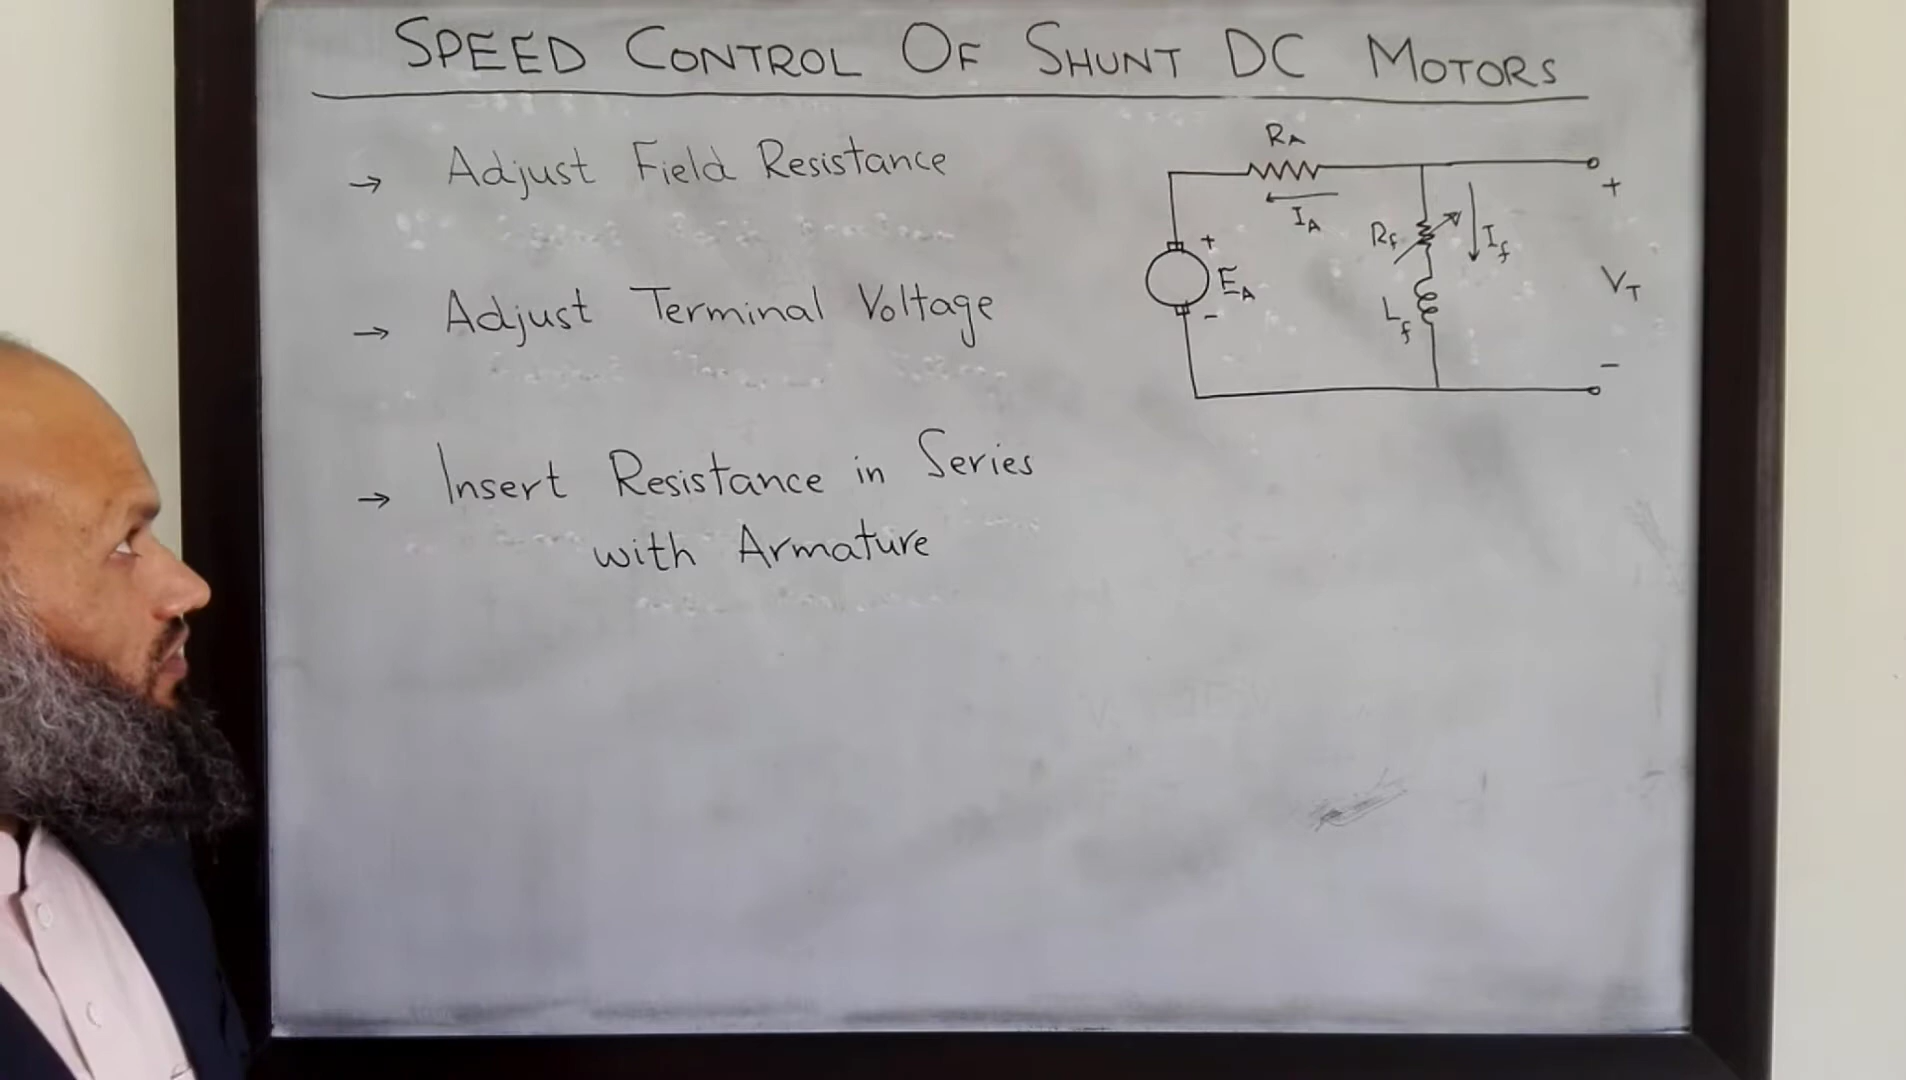 SPEED CONTROL OF SHUNT DC MOTORS
→ Adjust Field Resistance
→ Adjust Terminal Voltage
→ Insert Resistance in Series
with Armature
RA
IA
+
EA
-
Rf
If
Lf
+
VT
-